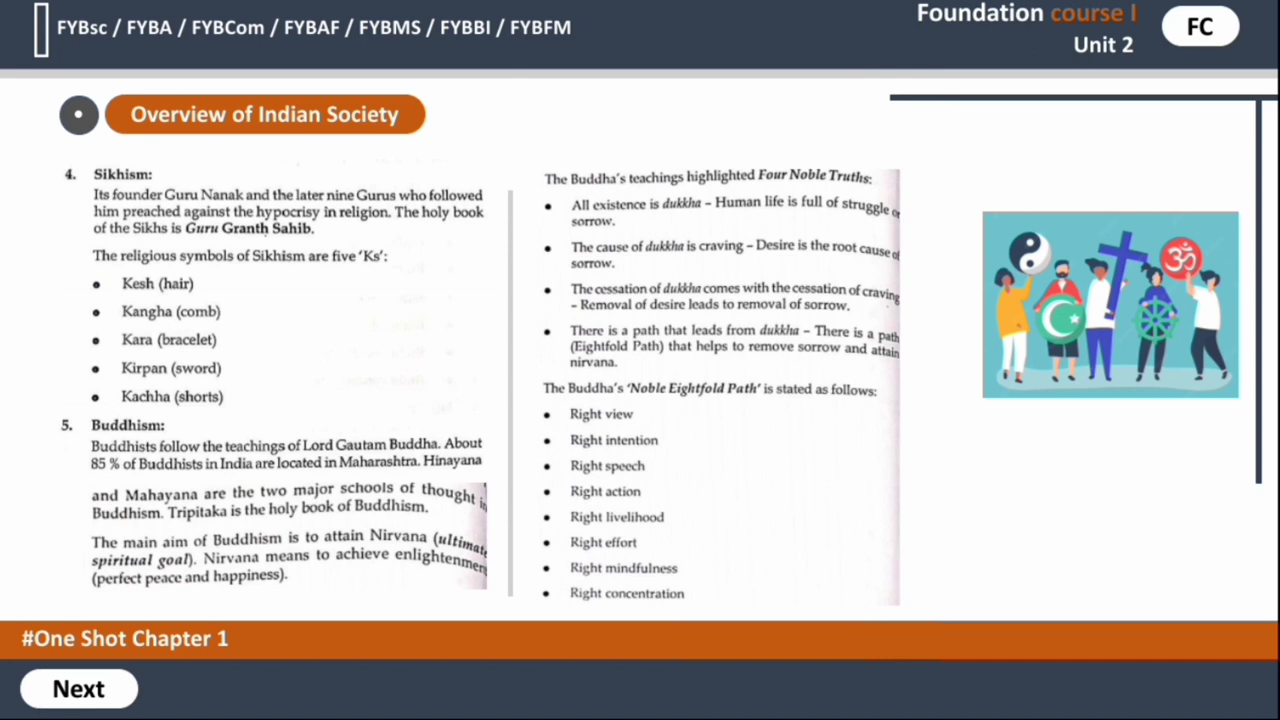 FYBsc / FYBA / FYBCom / FYBAF / FYBMS / FYBBI / FYBFM
Foundation course I
Unit 2
FC
Overview of Indian Society
4. Sikhism:
Its founder Guru Nanak and the later nine Gurus who followed
him preached against the hypocrisy in religion. The holy book
of the Sikhs is Guru Granth Sahib.
The religious symbols of Sikhism are five 'Ks':
• Kesh (hair)
• Kangha (comb)
• Kara (bracelet)
• Kirpan (sword)
• Kachha (shorts)
5. Buddhism:
Buddhists follow the teachings of Lord Gautam Buddha. About
85 % of Buddhists in India are located in Maharashtra. Hinayana
and Mahayana are the two major schools of thought
Buddhism. Tripitaka is the holy book of Buddhism.
The main aim of Buddhism is to attain Nirvana (ultimate
spiritual goal). Nirvana means to achieve enlightenmen
(perfect peace and happiness).
The Buddha's teachings highlighted Four Noble Truths:
• All existence is dukkha – Human life is full of struggle
sorrow.
• The cause of dukkha is craving – Desire is the root cause of
sorrow.
• The cessation of dukkha comes with the cessation of craving
– Removal of desire leads to removal of sorrow.
• There is a path that leads from dukkha – There is a path
(Eightfold Path) that helps to remove sorrow and attain
nirvana.
The Buddha's 'Noble Eightfold Path' is stated as follows:
• Right view
• Right intention
• Right speech
• Right action
• Right livelihood
• Right effort
• Right mindfulness
• Right concentration
ॐ
#One Shot Chapter 1
Next